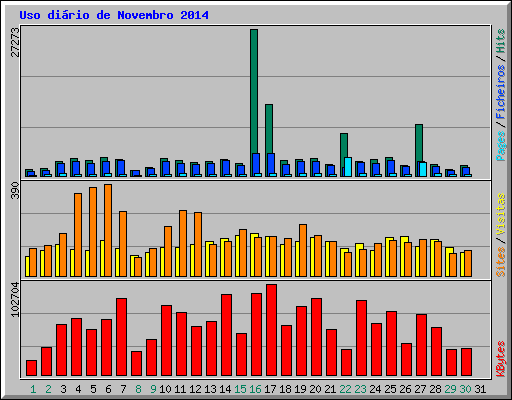 Uso diário de Novembro 2014
27273
Pages / Ficheiros / Hits
390
Sites / visitas
102704
KBytes
1 2 3 4 5 6 7 8 9 10 11 12 13 14 15 16 17 18 19 20 21 22 23 24 25 26 27 28 29 30 31